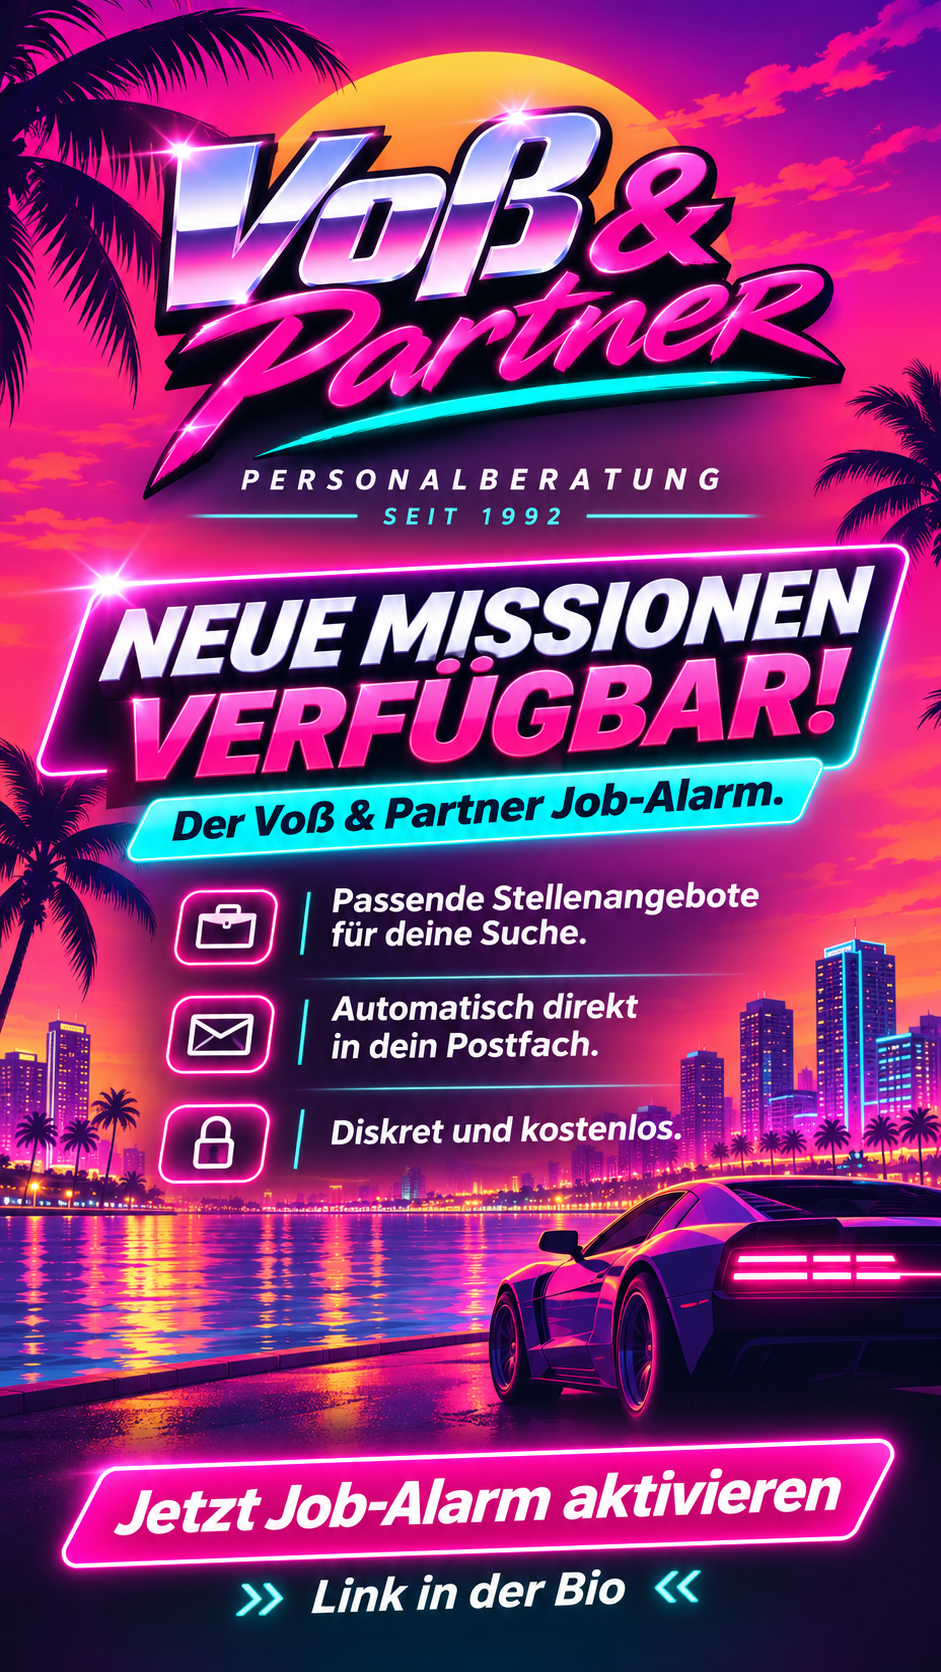 Voß &
Partner
PERSONALBERATUNG
SEIT 1992
NEUE MISSIONEN
VERFÜGBAR!
Der Voß & Partner Job-Alarm.
Passende Stellenangebote
für deine Suche.
Automatisch direkt
in dein Postfach.
Diskret und kostenlos.
Jetzt Job-Alarm aktivieren
Link in der Bio